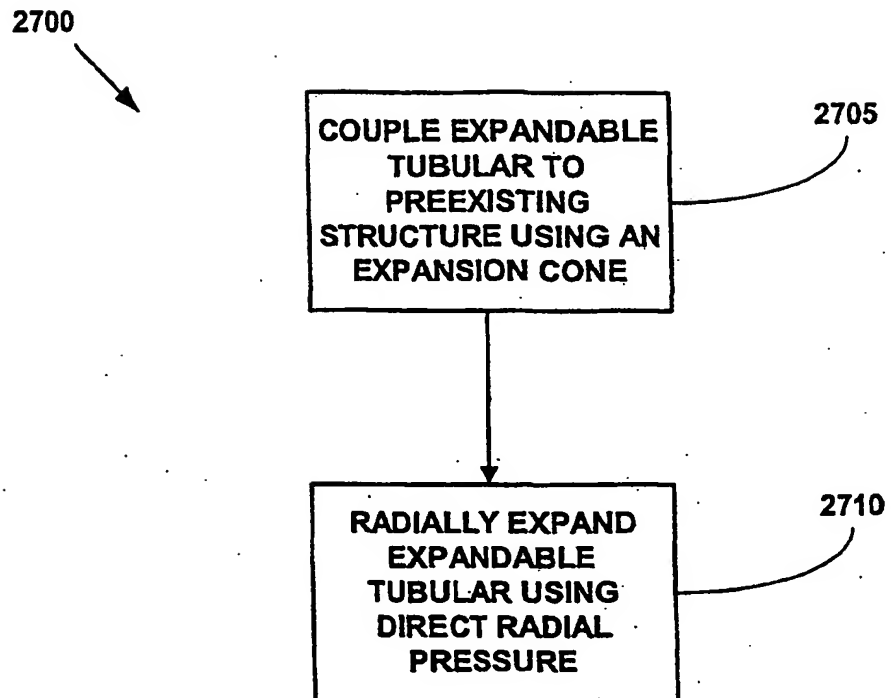 2700
COUPLE EXPANDABLE
TUBULAR TO
PREEXISTING
STRUCTURE USING AN
EXPANSION CONE
2705
RADIALLY EXPAND
EXPANDABLE
TUBULAR USING
DIRECT RADIAL
PRESSURE
2710